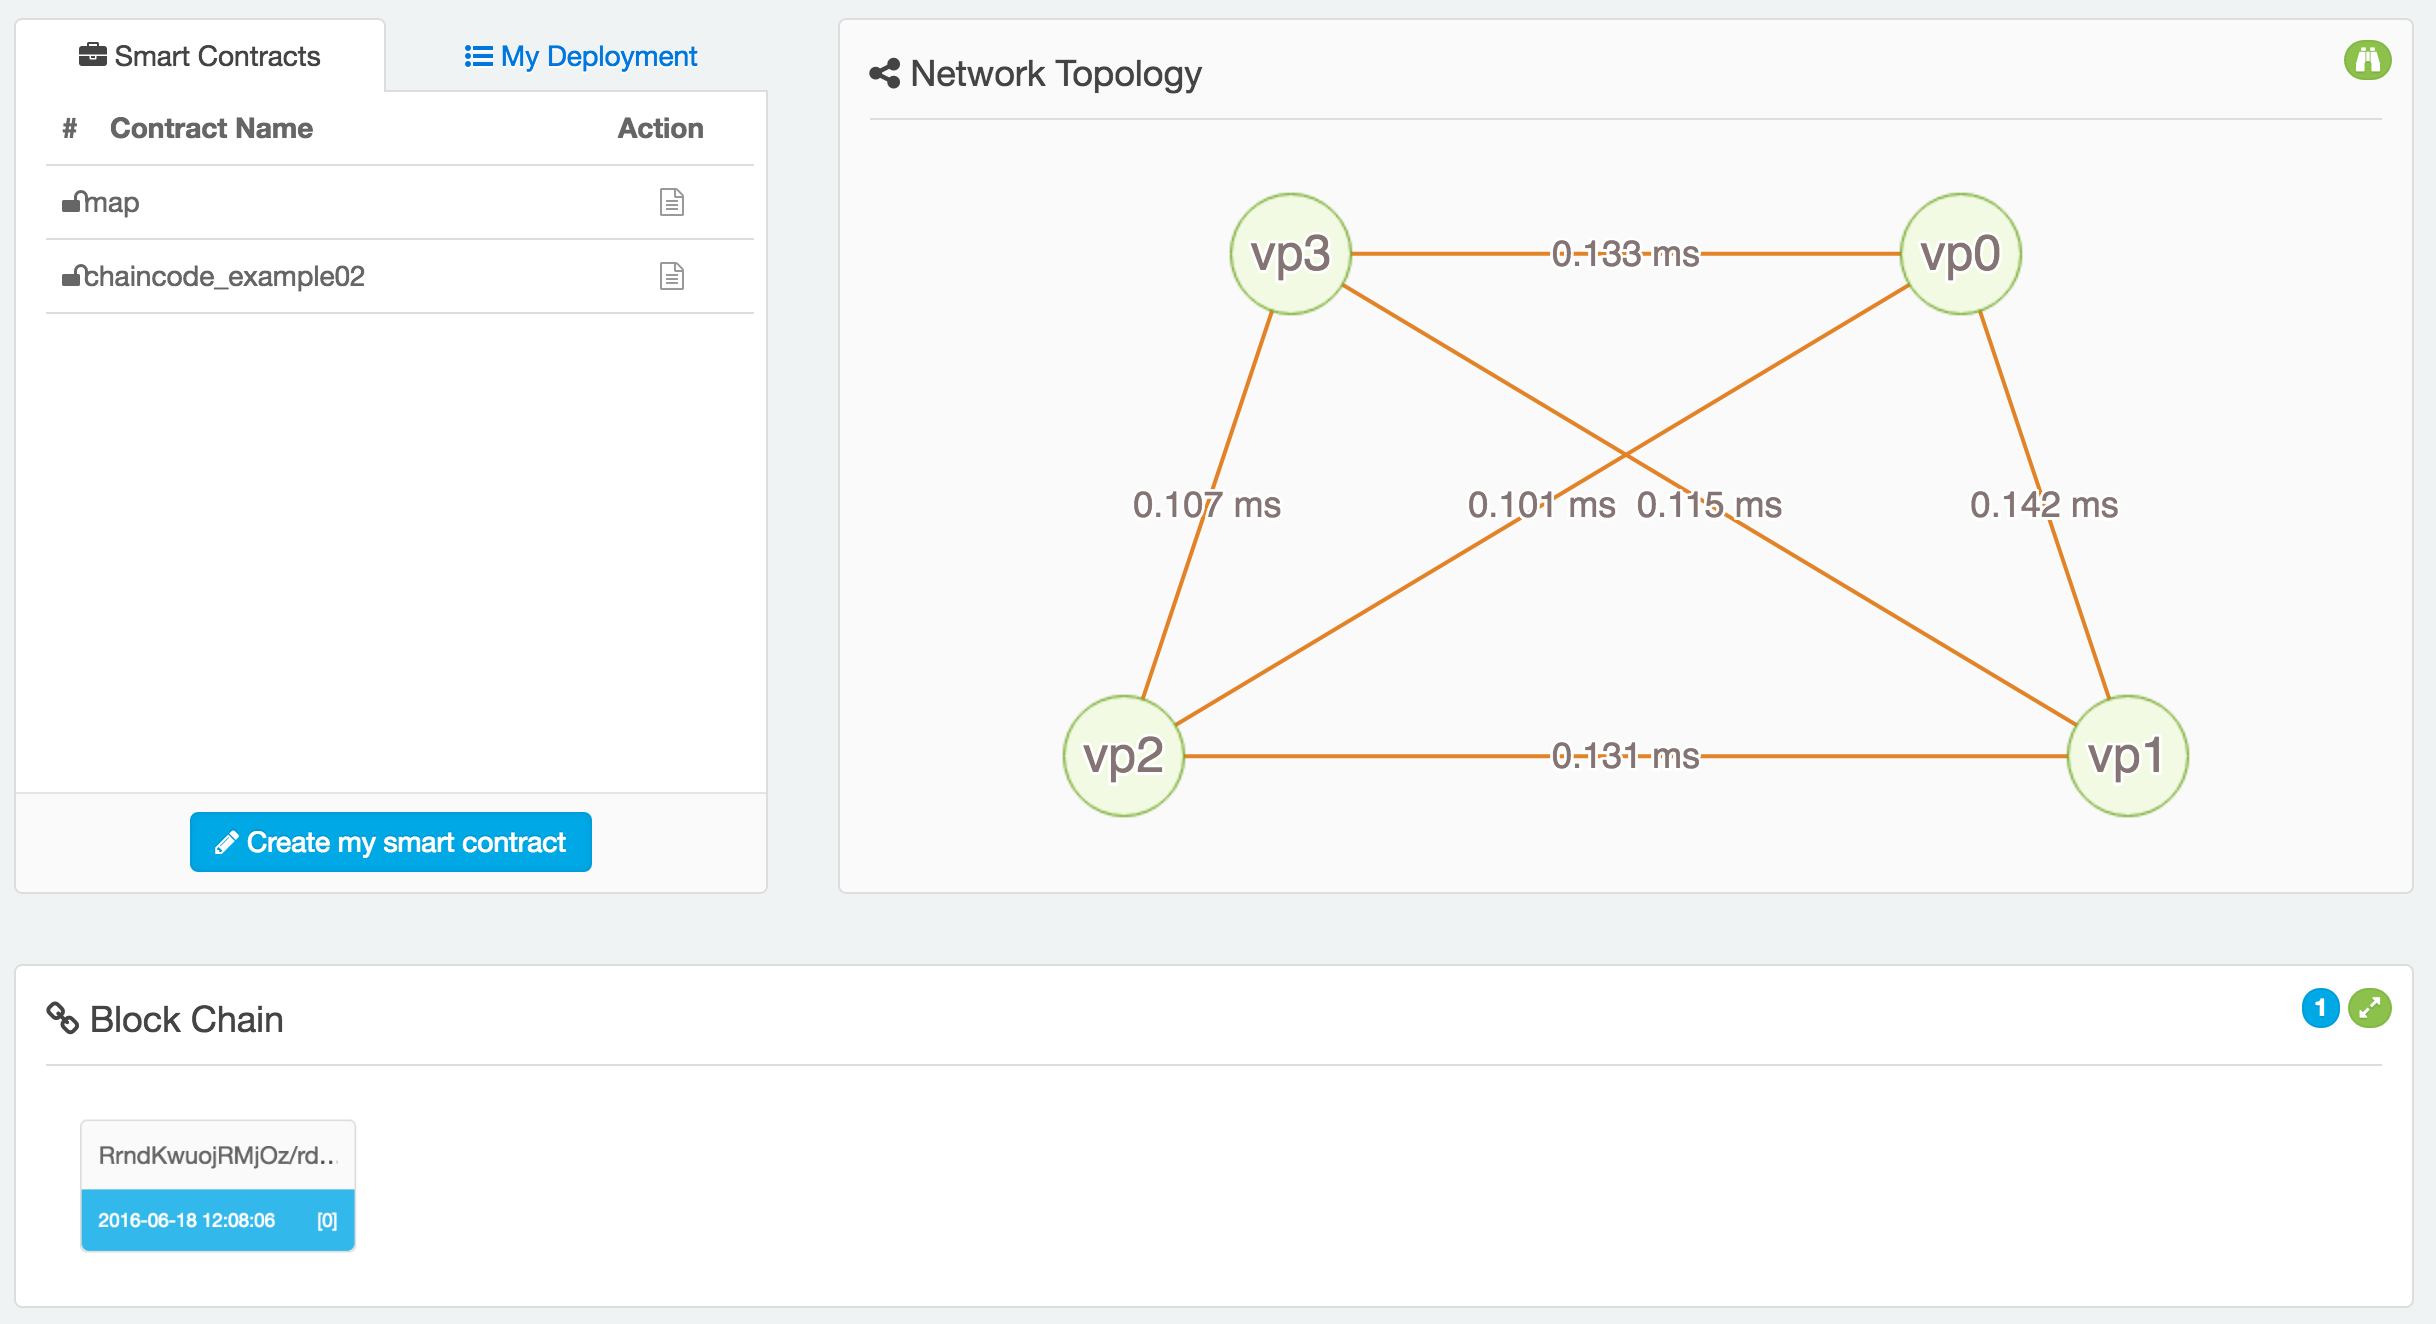 Smart Contracts
My Deployment
# Contract Name Action
map
chaincode_example02
Create my smart contract
Network Topology
vp3
0.133 ms
vp0
0.107 ms
0.101 ms
0.115 ms
0.142 ms
vp2
0.131 ms
vp1
Block Chain
1
RrndKwuojRMjOz/rd...
2016-06-18 12:08:06 [0]